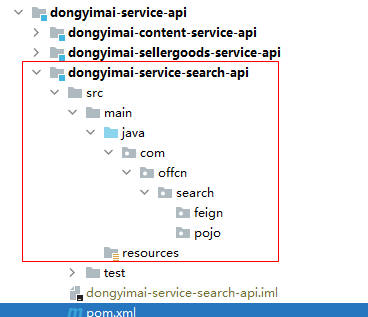 dongyimai-service-api
dongyimai-content-service-api
dongyimai-sellergoods-service-api
dongyimai-service-search-api
src
main
java
com
offcn
search
feign
pojo
resources
test
dongyimai-service-search-api.iml
pom.xml